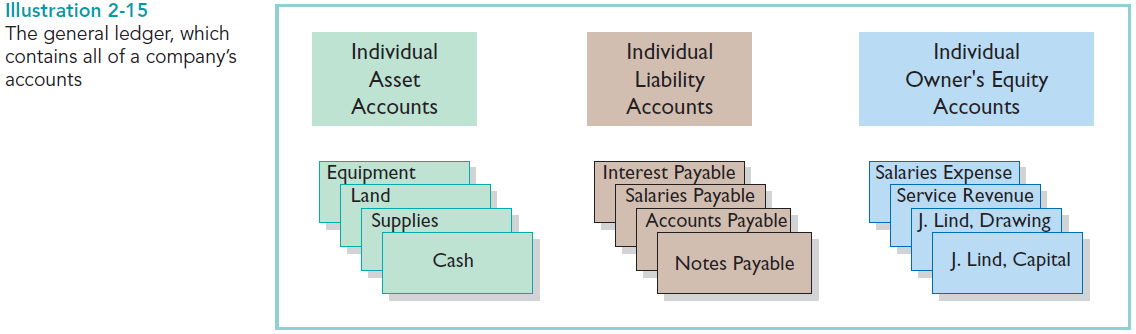 Illustration 2-15
The general ledger, which
contains all of a company's
accounts
Individual
Asset
Accounts
Individual
Liability
Accounts
Individual
Owner's Equity
Accounts
Equipment
Land
Supplies
Cash
Interest Payable
Salaries Payable
Accounts Payable
Notes Payable
Salaries Expense
Service Revenue
J. Lind, Drawing
J. Lind, Capital